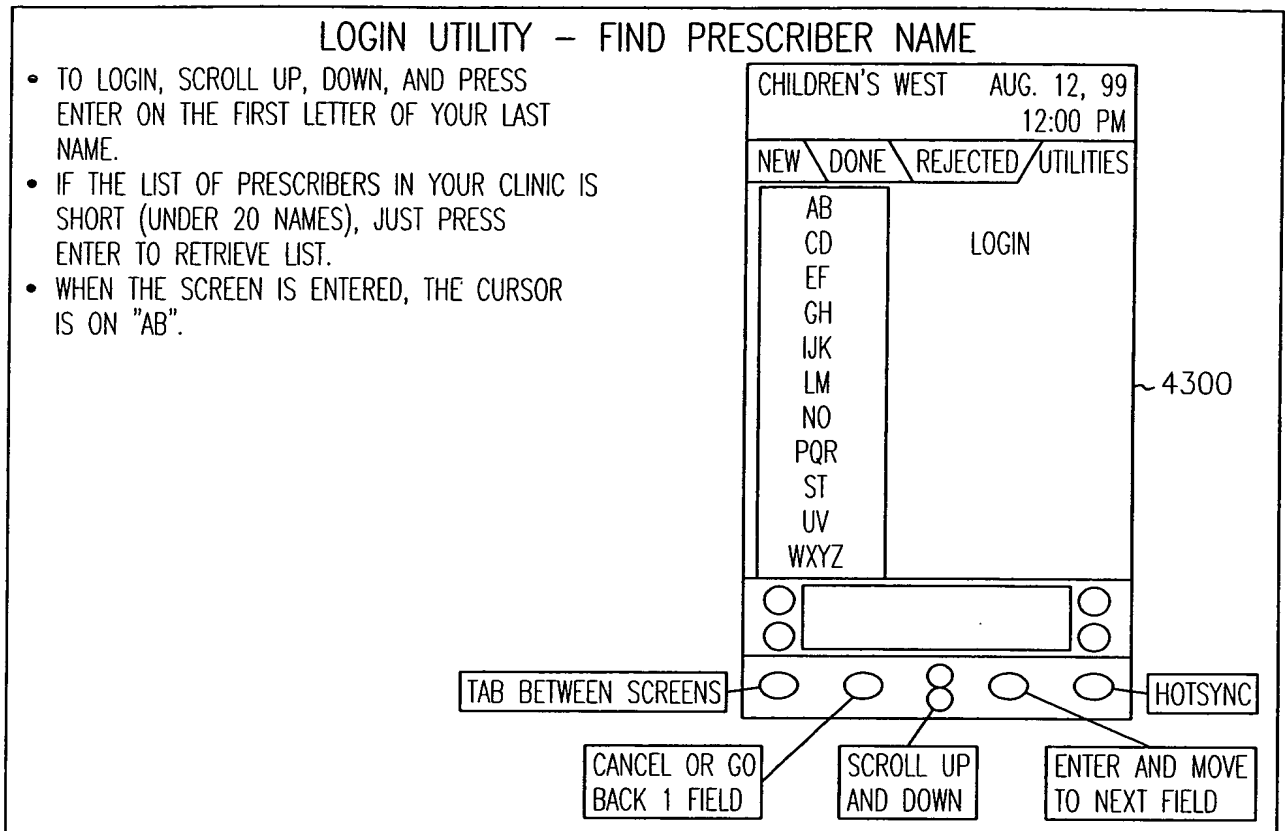 LOGIN UTILITY – FIND PRESCRIBER NAME
• TO LOGIN, SCROLL UP, DOWN, AND PRESS
ENTER ON THE FIRST LETTER OF YOUR LAST
NAME.
• IF THE LIST OF PRESCRIBERS IN YOUR CLINIC IS
SHORT (UNDER 20 NAMES), JUST PRESS
ENTER TO RETRIEVE LIST.
• WHEN THE SCREEN IS ENTERED, THE CURSOR
IS ON "AB".
CHILDREN'S WEST AUG. 12, 99
12:00 PM
NEW DONE REJECTED UTILITIES
AB
CD LOGIN
EF
GH
IJK
LM
NO
PQR
ST
UV
WXYZ
4300
TAB BETWEEN SCREENS
HOTSYNC
CANCEL OR GO
BACK 1 FIELD
SCROLL UP
AND DOWN
ENTER AND MOVE
TO NEXT FIELD